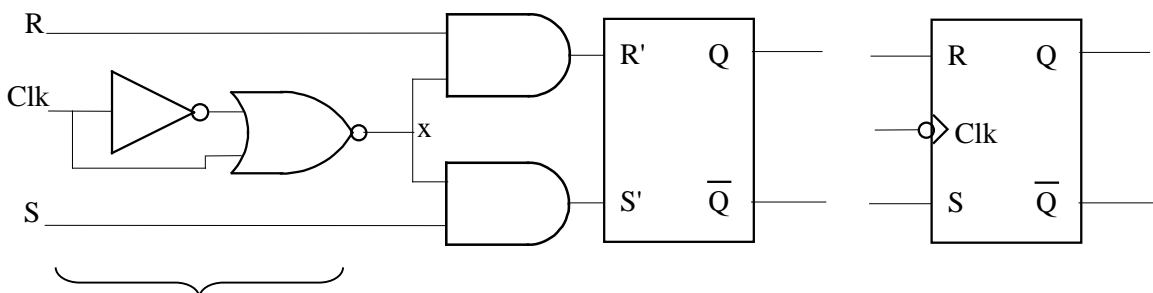 R
R' Q
R Q
Clk
x
Clk
S
S' Q̅
S Q̅